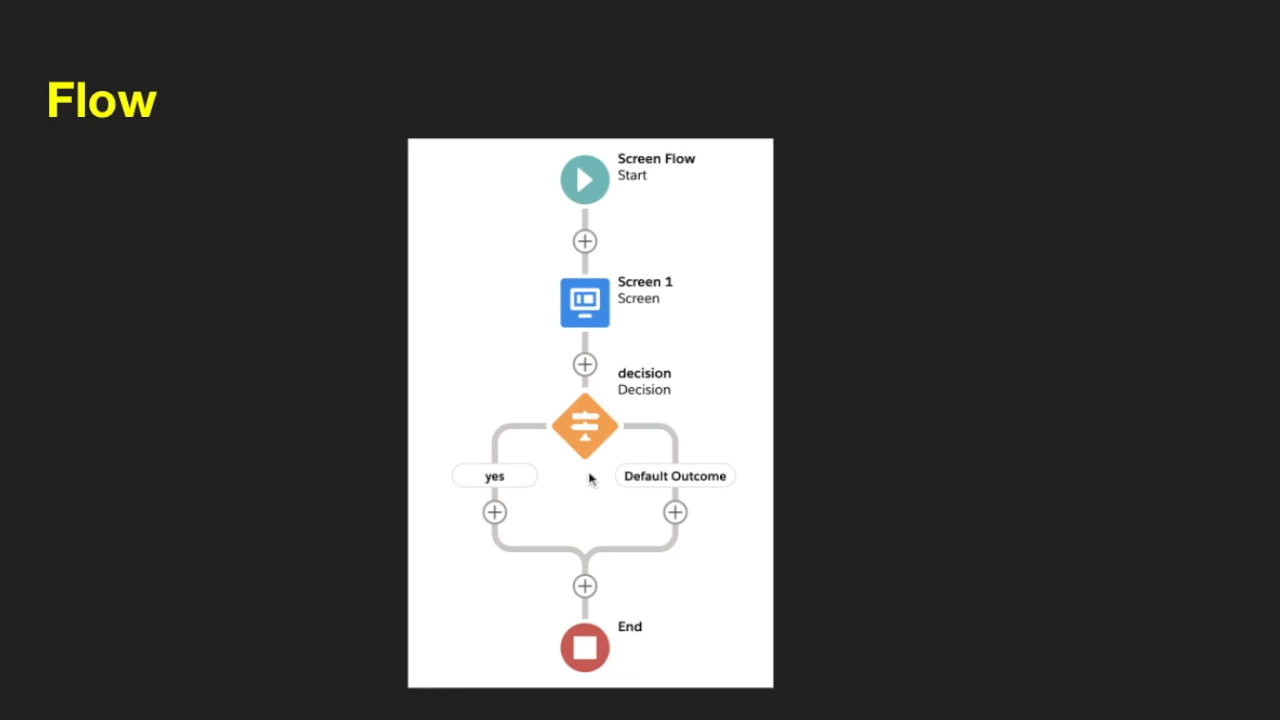 Flow
Screen Flow
Start
Screen 1
Screen
decision
Decision
yes
Default Outcome
End